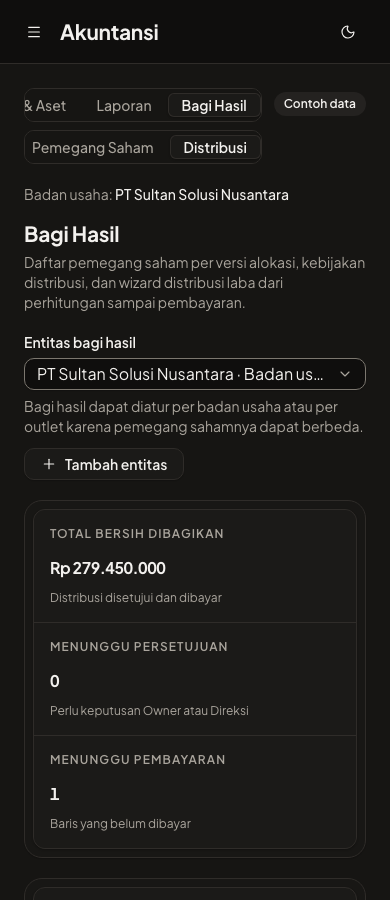 Akuntansi
& Aset Laporan Bagi Hasil Contoh data
Pemegang Saham Distribusi
Badan usaha: PT Sultan Solusi Nusantara
Bagi Hasil
Daftar pemegang saham per versi alokasi, kebijakan
distribusi, dan wizard distribusi laba dari
perhitungan sampai pembayaran.
Entitas bagi hasil
PT Sultan Solusi Nusantara · Badan us...
Bagi hasil dapat diatur per badan usaha atau per
outlet karena pemegang sahamnya dapat berbeda.
Tambah entitas
TOTAL BERSIH DIBAGIKAN
Rp 279.450.000
Distribusi disetujui dan dibayar
MENUNGGU PERSETUJUAN
0
Perlu keputusan Owner atau Direksi
MENUNGGU PEMBAYARAN
1
Baris yang belum dibayar